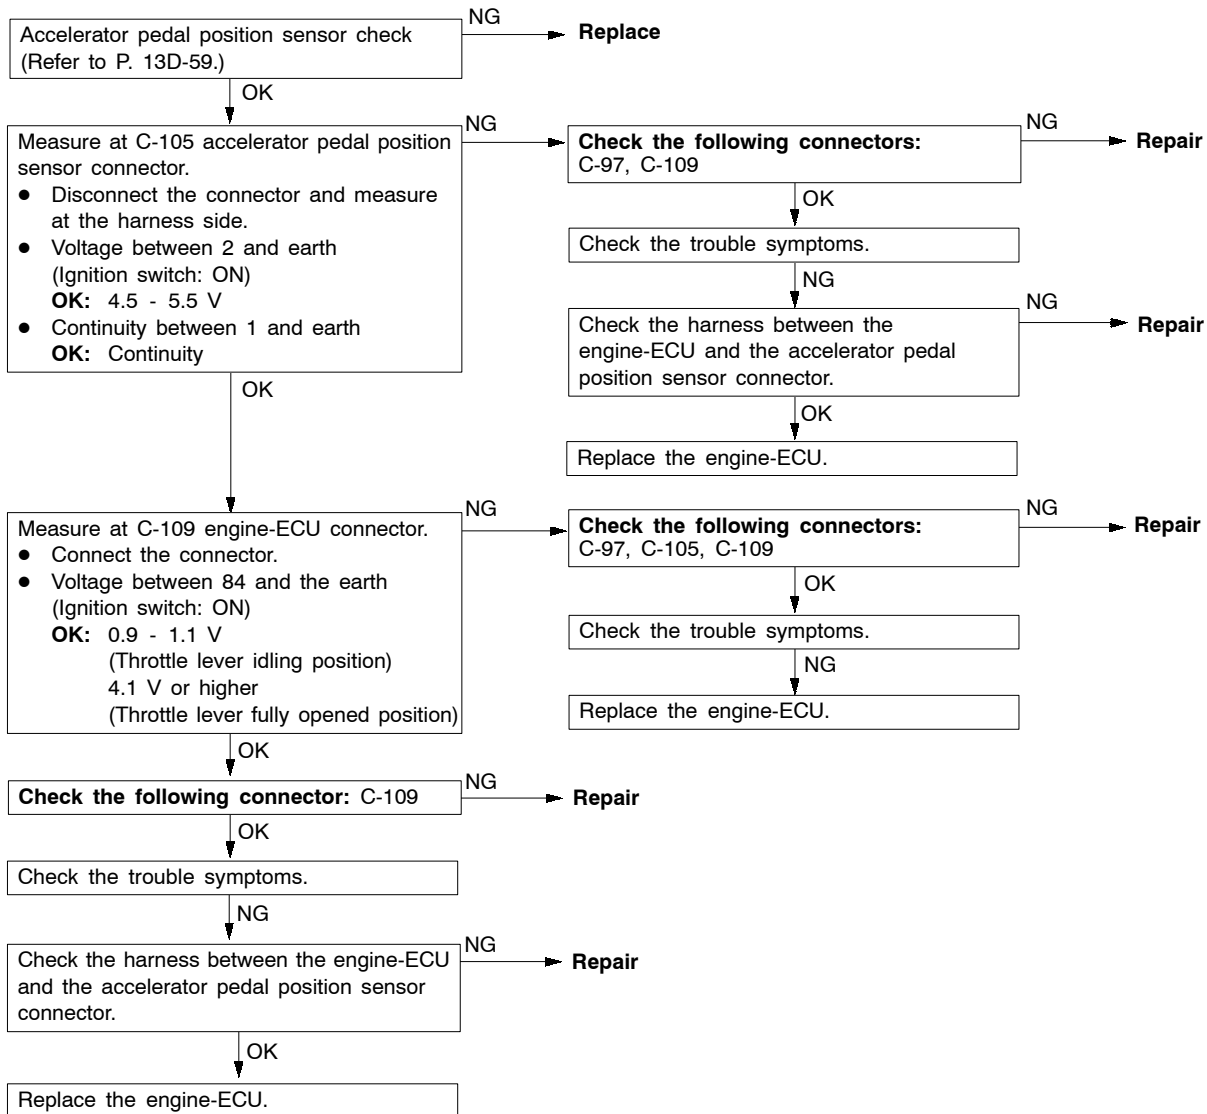 Accelerator pedal position sensor check
(Refer to P. 13D-59.)
NG
Replace
OK
Measure at C-105 accelerator pedal position
sensor connector.
● Disconnect the connector and measure
at the harness side.
● Voltage between 2 and earth
(Ignition switch: ON)
OK: 4.5 - 5.5 V
● Continuity between 1 and earth
OK: Continuity
NG
Check the following connectors:
C-97, C-109
NG
Repair
OK
Check the trouble symptoms.
NG
Check the harness between the
engine-ECU and the accelerator pedal
position sensor connector.
NG
Repair
OK
Replace the engine-ECU.
OK
Measure at C-109 engine-ECU connector.
● Connect the connector.
● Voltage between 84 and the earth
(Ignition switch: ON)
OK: 0.9 - 1.1 V
(Throttle lever idling position)
4.1 V or higher
(Throttle lever fully opened position)
NG
Check the following connectors:
C-97, C-105, C-109
NG
Repair
OK
Check the trouble symptoms.
NG
Replace the engine-ECU.
OK
Check the following connector: C-109
NG
Repair
OK
Check the trouble symptoms.
NG
Check the harness between the engine-ECU
and the accelerator pedal position sensor
connector.
NG
Repair
OK
Replace the engine-ECU.